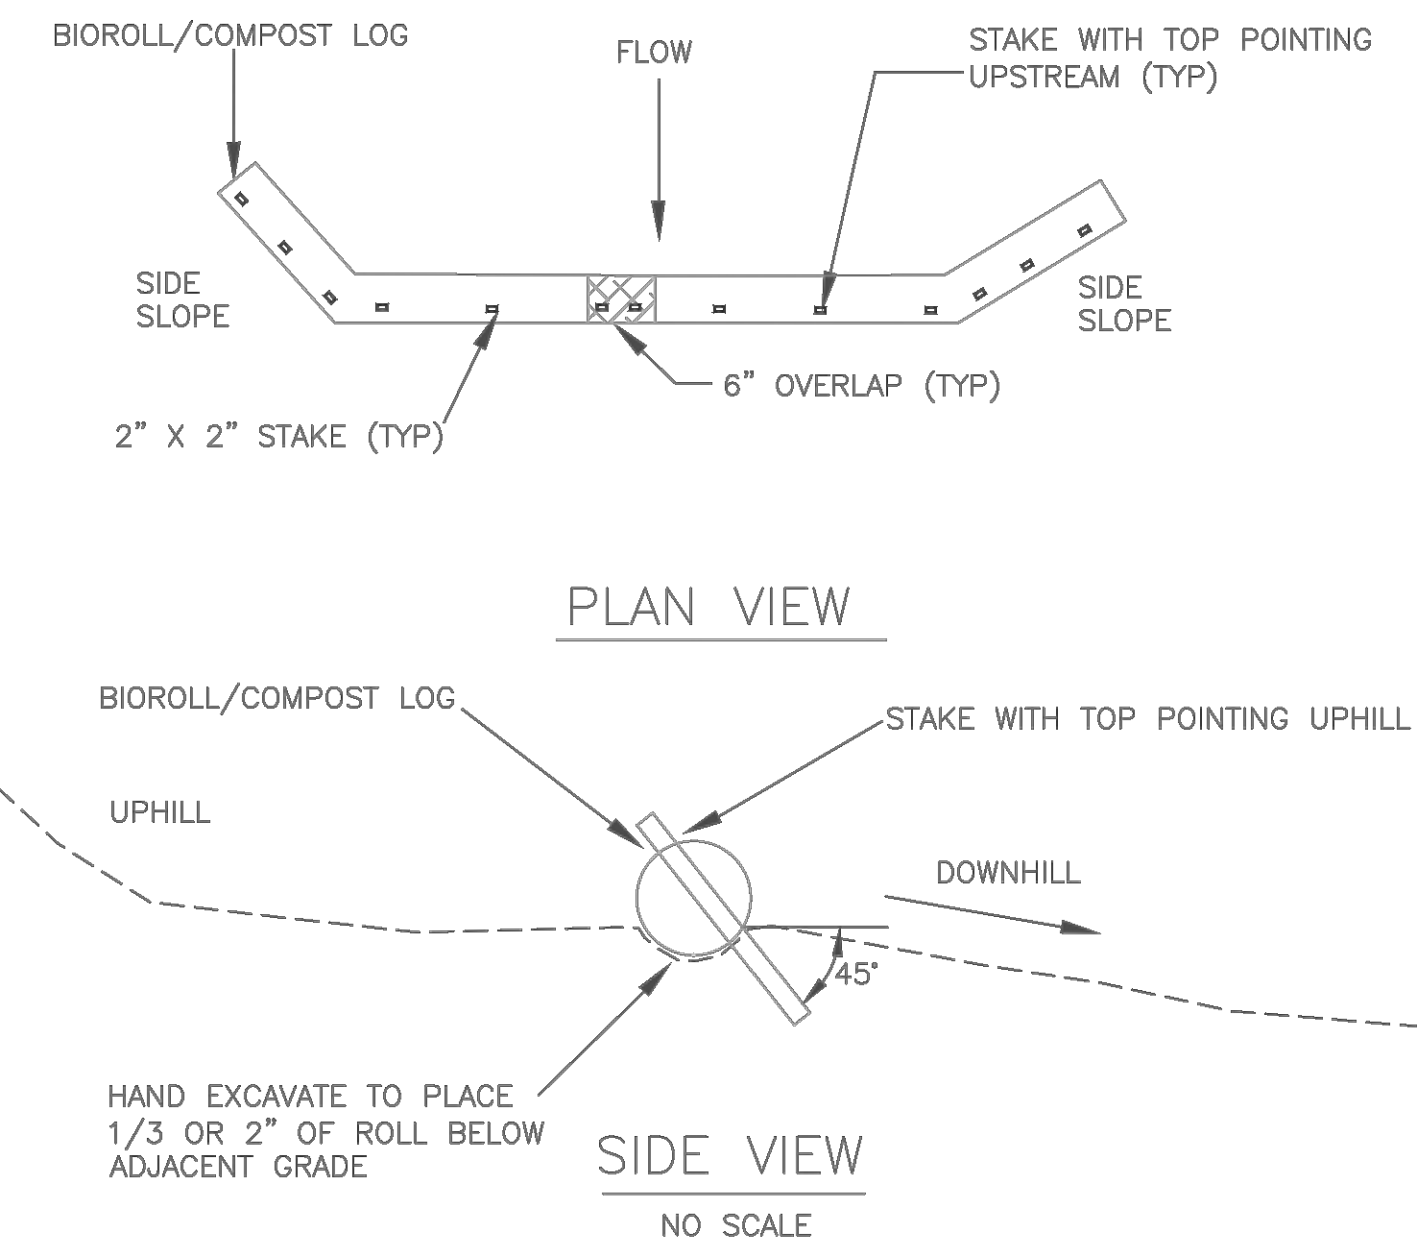 BIOROLL/COMPOST LOG
FLOW
STAKE WITH TOP POINTING
UPSTREAM (TYP)
SIDE
SLOPE
SIDE
SLOPE
6" OVERLAP (TYP)
2" X 2" STAKE (TYP)
PLAN VIEW
BIOROLL/COMPOST LOG
STAKE WITH TOP POINTING UPHILL
UPHILL
DOWNHILL
45°
HAND EXCAVATE TO PLACE
1/3 OR 2" OF ROLL BELOW
ADJACENT GRADE
SIDE VIEW
NO SCALE